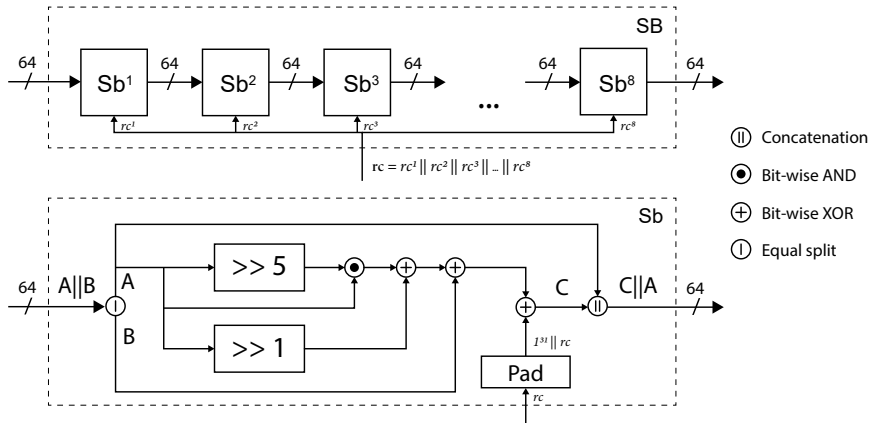 SB
64 Sb¹ 64 Sb² 64 Sb³ 64 ... 64 Sb⁸ 64
rc¹ rc² rc³ rc⁸
rc = rc¹ || rc² || rc³ || ... || rc⁸
|| Concatenation
Bit-wise AND
+ Bit-wise XOR
| Equal split
Sb
>> 5
64 A||B A C C||A 64
B
>> 1
1³¹ || rc
Pad
rc